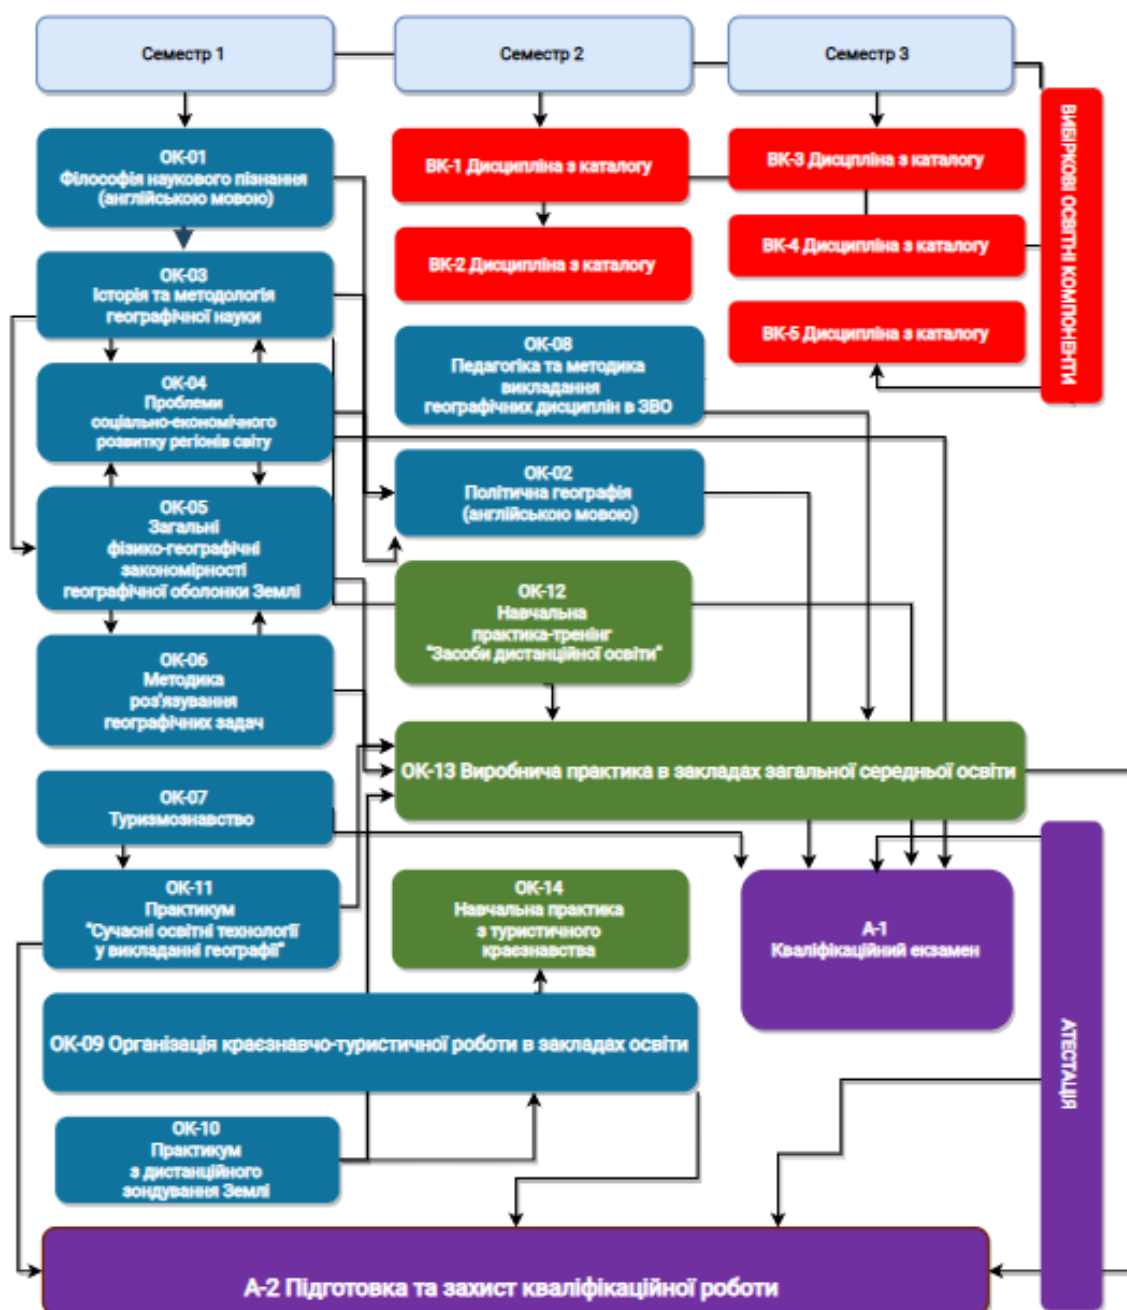 Семестр 1
Семестр 2
Семестр 3
ОК-01
Філософія наукового пізнання
(англійською мовою)
ОК-03
Історія та методологія
географічної науки
ОК-04
Проблеми
соціально-економічного
розвитку регіонів світу
ОК-05
Загальні
фізико-географічні
закономірності
географічної оболонки Землі
ОК-06
Методика
роз'язування
географічних задач
ОК-07
Туризмознавство
ОК-11
Практикум
"Сучасні освітні технології
у викладанні географії"
ОК-09 Організація краєзнавчо-туристичної роботи в закладах освіти
ОК-10
Практикум
з дистанційного
зондування Землі
ВК-1 Дисципліна з каталогу
ВК-2 Дисципліна з каталогу
ОК-08
Педагогіка та методика
викладання
географічних дисциплін в ЗВО
ОК-02
Політична географія
(англійською мовою)
ОК-12
Навчальна
практика-тренінг
"Засоби дистанційної освіти"
ОК-13 Виробнича практика в закладах загальної середньої освіти
ОК-14
Навчальна практика
з туристичного
краєзнавства
ВК-3 Дисцпліна з каталогу
ВК-4 Дисципліна з каталогу
ВК-5 Дисципліна з каталогу
ВИБІРКОВІ ОСВІТНІ КОМПОНЕНТИ
А-1
Кваліфікаційний екзамен
АТЕСТАЦІЯ
А-2 Підготовка та захист кваліфікаційної роботи